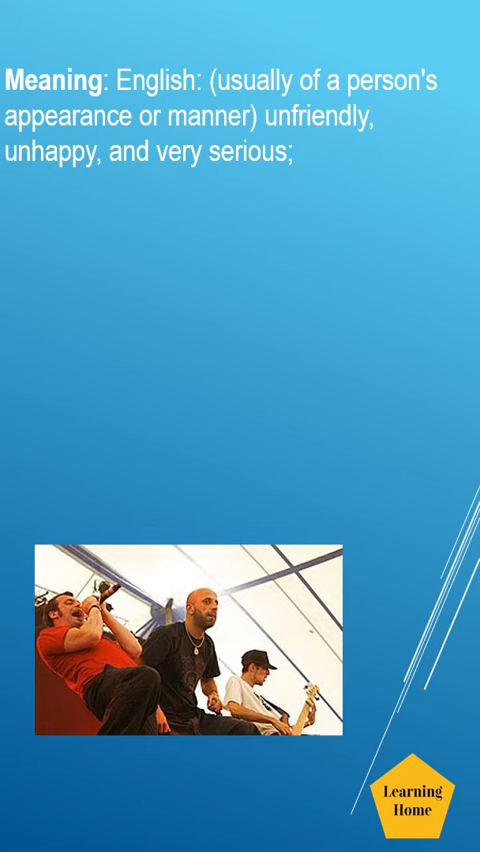 Meaning: English: (usually of a person's
appearance or manner) unfriendly,
unhappy, and very serious;
Learning
Home